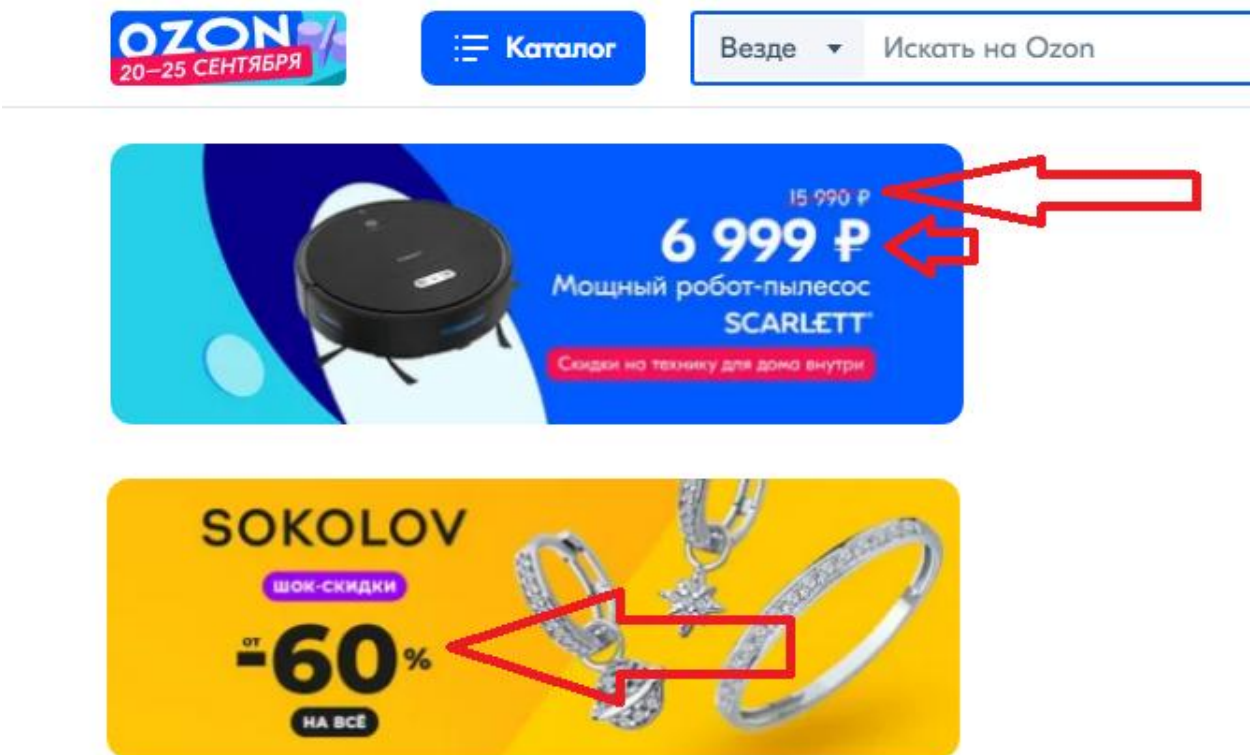 OZON
20–25 СЕНТЯБРЯ
Каталог
Везде
Искать на Ozon
15 990 ₽
6 999 ₽
Мощный робот-пылесос
SCARLETT
Скидки на технику для дома внутри
SOKOLOV
ШОК-СКИДКИ
от
-60%
НА ВСЁ